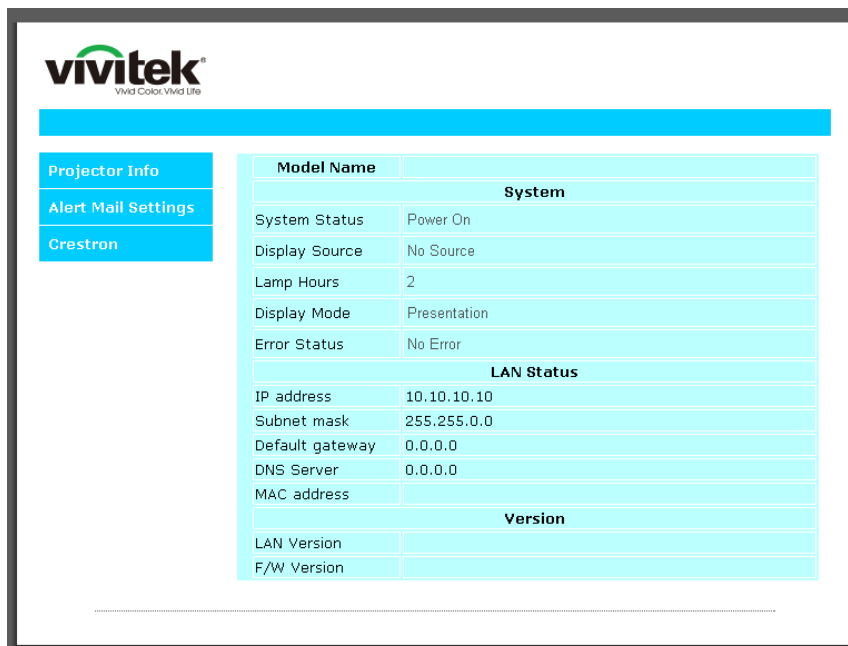 vivitek®
Vivid Color. Vivid Life
Projector Info
Alert Mail Settings
Crestron
Model Name
System
System Status Power On
Display Source No Source
Lamp Hours 2
Display Mode Presentation
Error Status No Error
LAN Status
IP address 10.10.10.10
Subnet mask 255.255.0.0
Default gateway 0.0.0.0
DNS Server 0.0.0.0
MAC address
Version
LAN Version
F/W Version